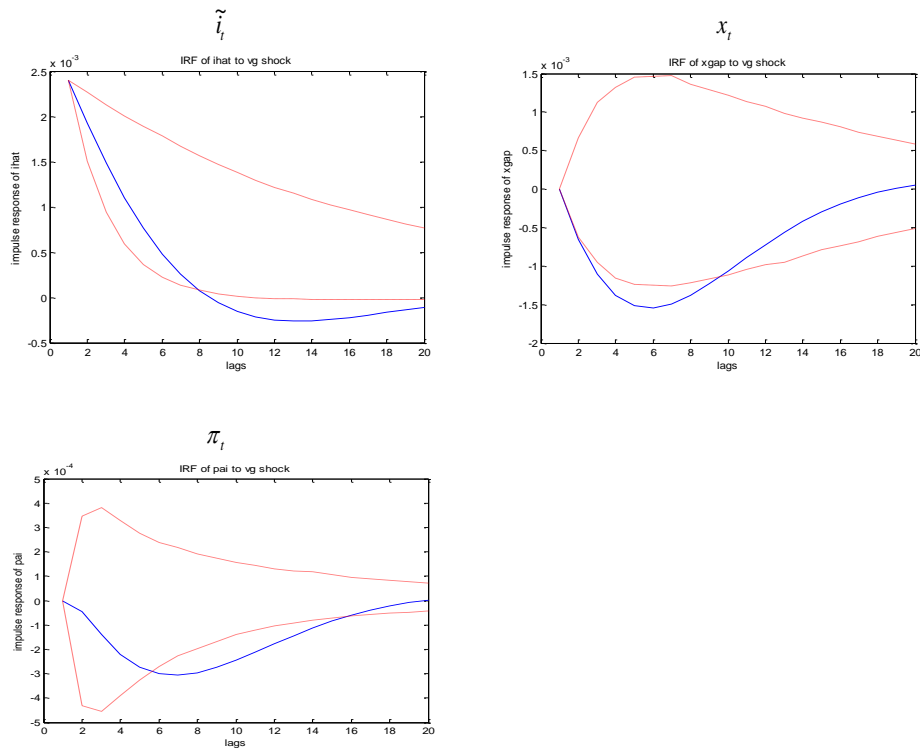 ĩ_t
x_t
x 10^-3
IRF of ihat to vg shock
2.5
2
1.5
1
0.5
0
-0.5
impulse response of ihat
0 2 4 6 8 10 12 14 16 18 20
lags
x 10^-3
IRF of xgap to vg shock
1.5
1
0.5
0
-0.5
-1
-1.5
-2
impulse response of xgap
0 2 4 6 8 10 12 14 16 18 20
lags
π_t
x 10^-4
IRF of pai to vg shock
5
4
3
2
1
0
-1
-2
-3
-4
-5
impulse response of pai
0 2 4 6 8 10 12 14 16 18 20
lags